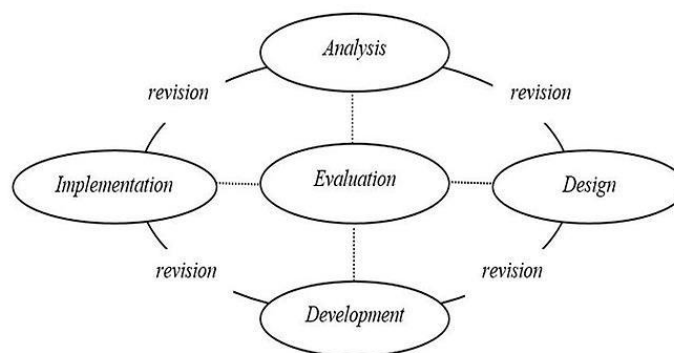 Analysis
revision
revision
Implementation
Evaluation
Design
revision
revision
Development